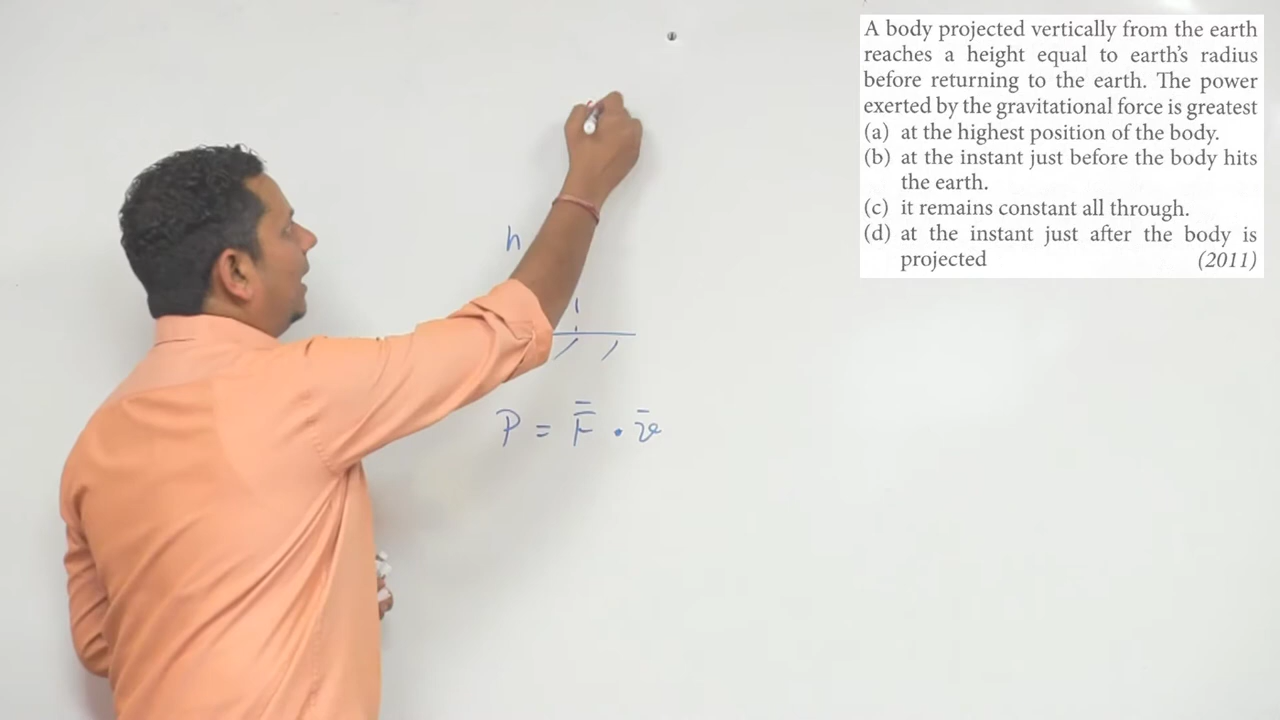 A body projected vertically from the earth
reaches a height equal to earth's radius
before returning to the earth. The power
exerted by the gravitational force is greatest
(a) at the highest position of the body.
(b) at the instant just before the body hits
the earth.
(c) it remains constant all through.
(d) at the instant just after the body is
projected (2011)
h
P = F̄ · v̄